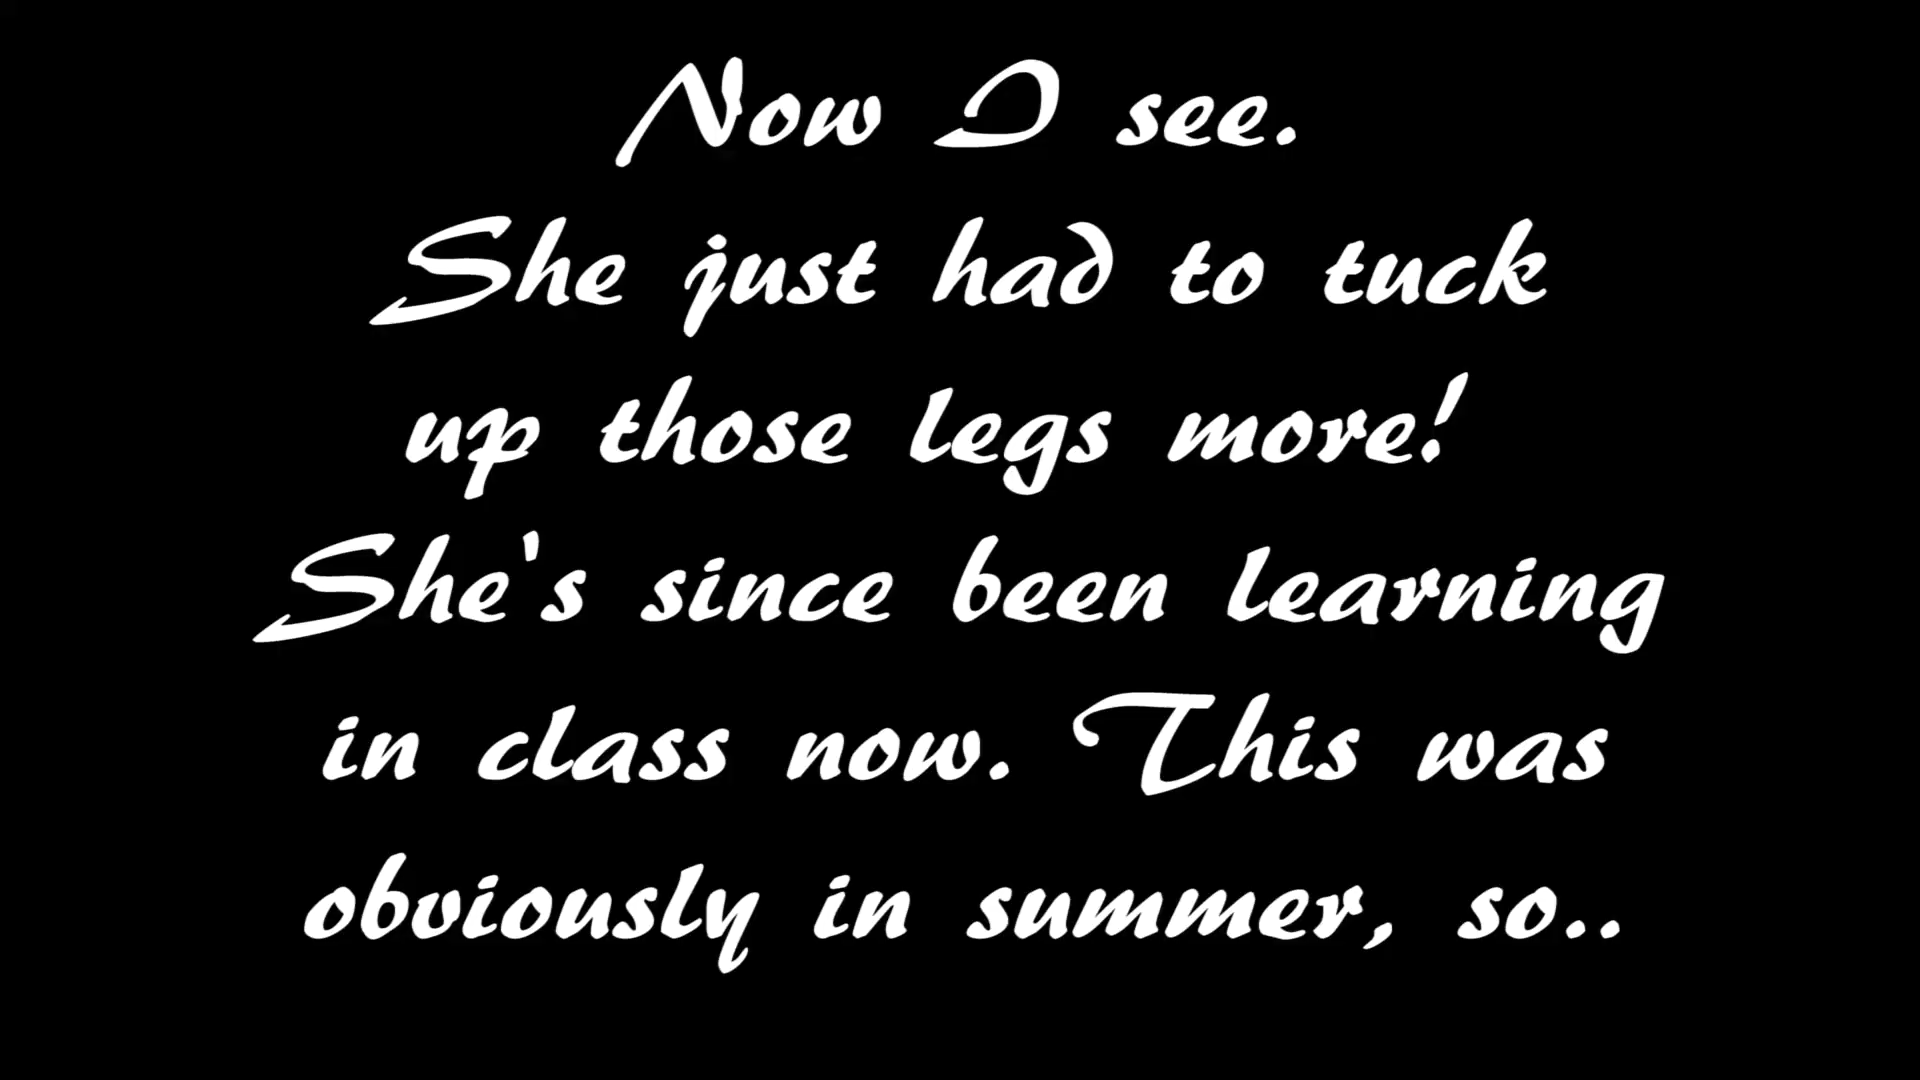 Now I see.
She just had to tuck
up those legs more!
She's since been learning
in class now. This was
obviously in summer, so..